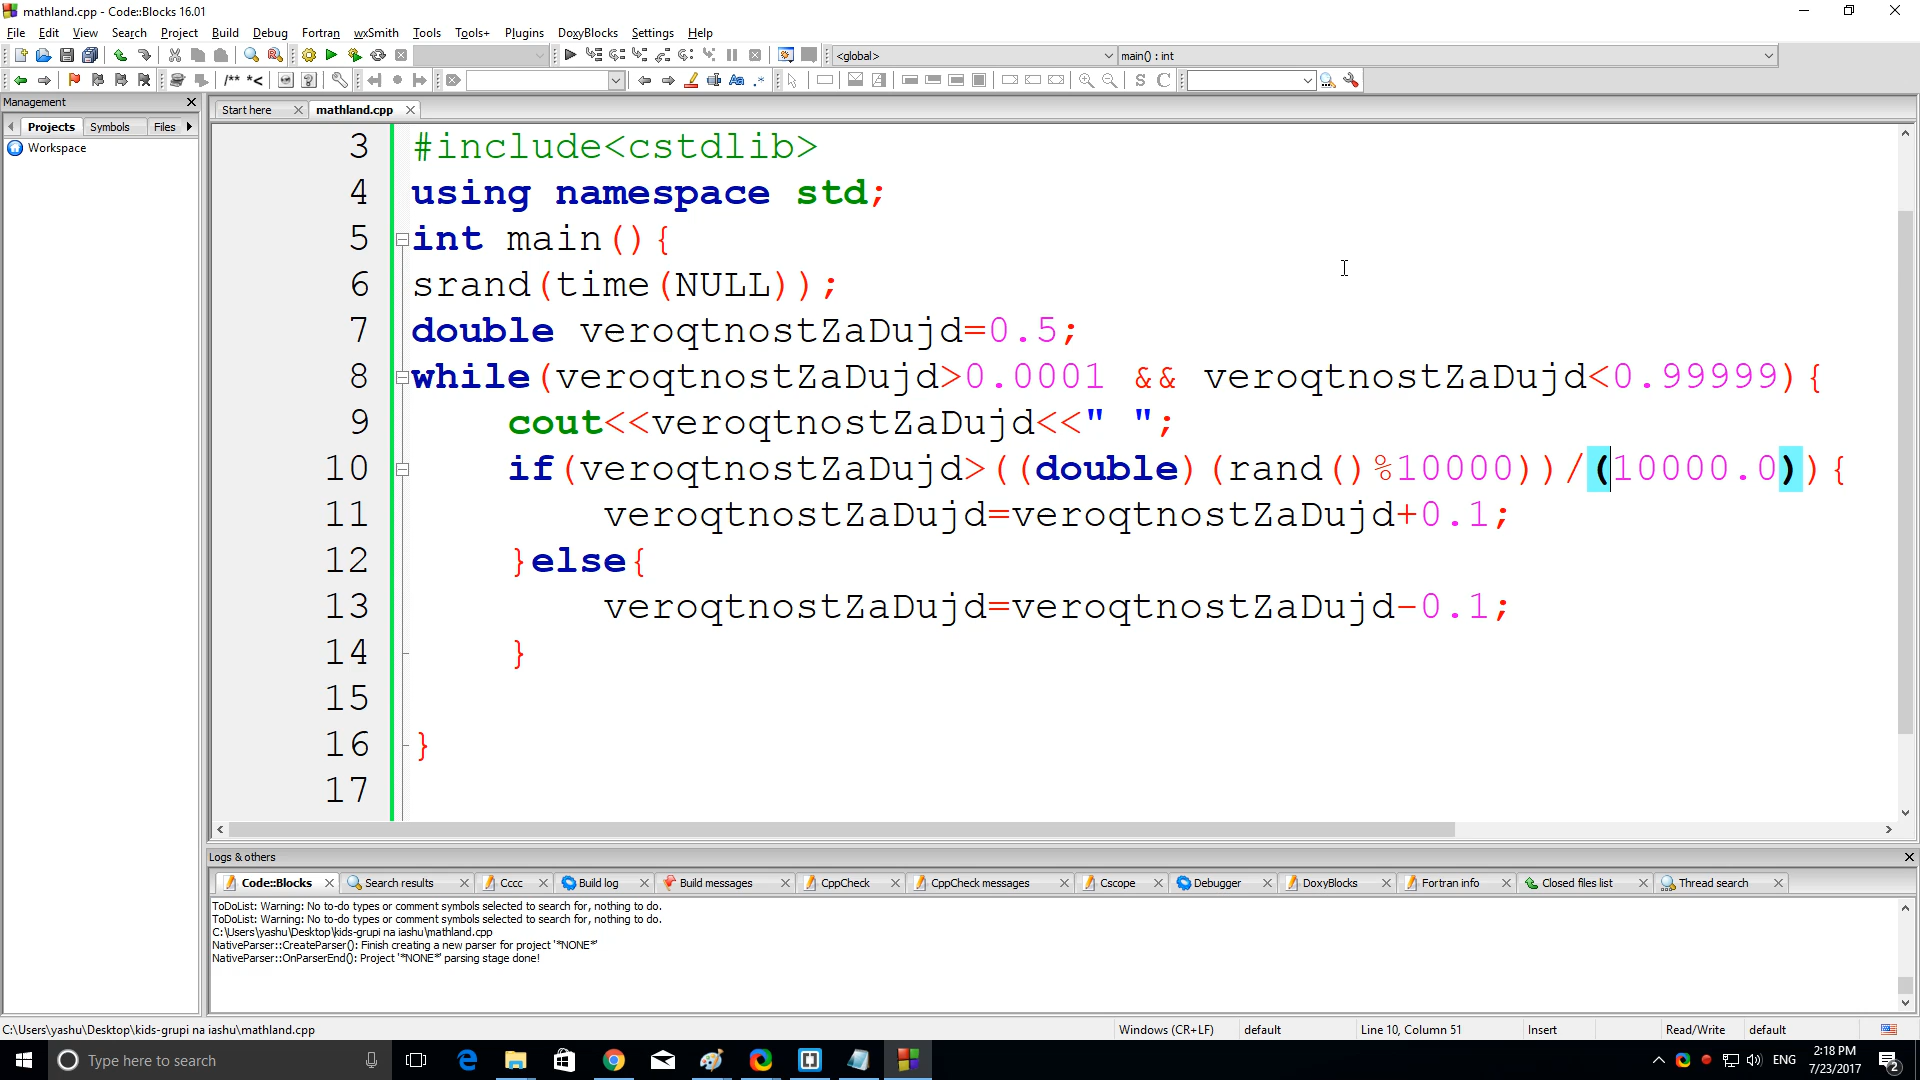 mathland.cpp - Code::Blocks 16.01
File Edit View Search Project Build Debug Fortran wxSmith Tools Tools+ Plugins DoxyBlocks Settings Help
<global> main() : int
/** *<
S C
Management
Start here mathland.cpp
Projects Symbols Files
Workspace
3 #include<cstdlib>
4 using namespace std;
5 int main(){
6 srand(time(NULL));
7 double veroqtnostZaDujd=0.5;
8 while(veroqtnostZaDujd>0.0001 && veroqtnostZaDujd<0.99999){
9 cout<<veroqtnostZaDujd<<" ";
10 if(veroqtnostZaDujd>((double)(rand()%10000))/(10000.0)){
11 veroqtnostZaDujd=veroqtnostZaDujd+0.1;
12 }else{
13 veroqtnostZaDujd=veroqtnostZaDujd-0.1;
14 }
15
16 }
17
Logs & others
Code::Blocks Search results Cccc Build log Build messages CppCheck CppCheck messages Cscope Debugger DoxyBlocks Fortran info Closed files list Thread search
ToDoList: Warning: No to-do types or comment symbols selected to search for, nothing to do.
ToDoList: Warning: No to-do types or comment symbols selected to search for, nothing to do.
C:\Users\yashu\Desktop\kids-grupi na iashu\mathland.cpp
NativeParser::CreateParser(): Finish creating a new parser for project '*NONE*'
NativeParser::OnParserEnd(): Project '*NONE*' parsing stage done!
C:\Users\yashu\Desktop\kids-grupi na iashu\mathland.cpp Windows (CR+LF) default Line 10, Column 51 Insert Read/Write default
Type here to search ENG 2:18 PM
7/23/2017 2